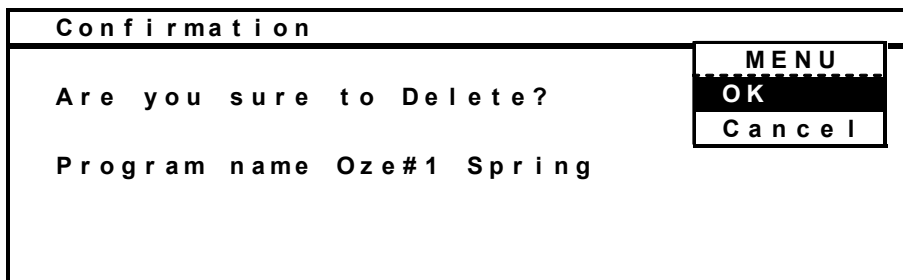 Confirmation
MENU
Are you sure to Delete?
OK
Cancel
Program name Oze#1 Spring